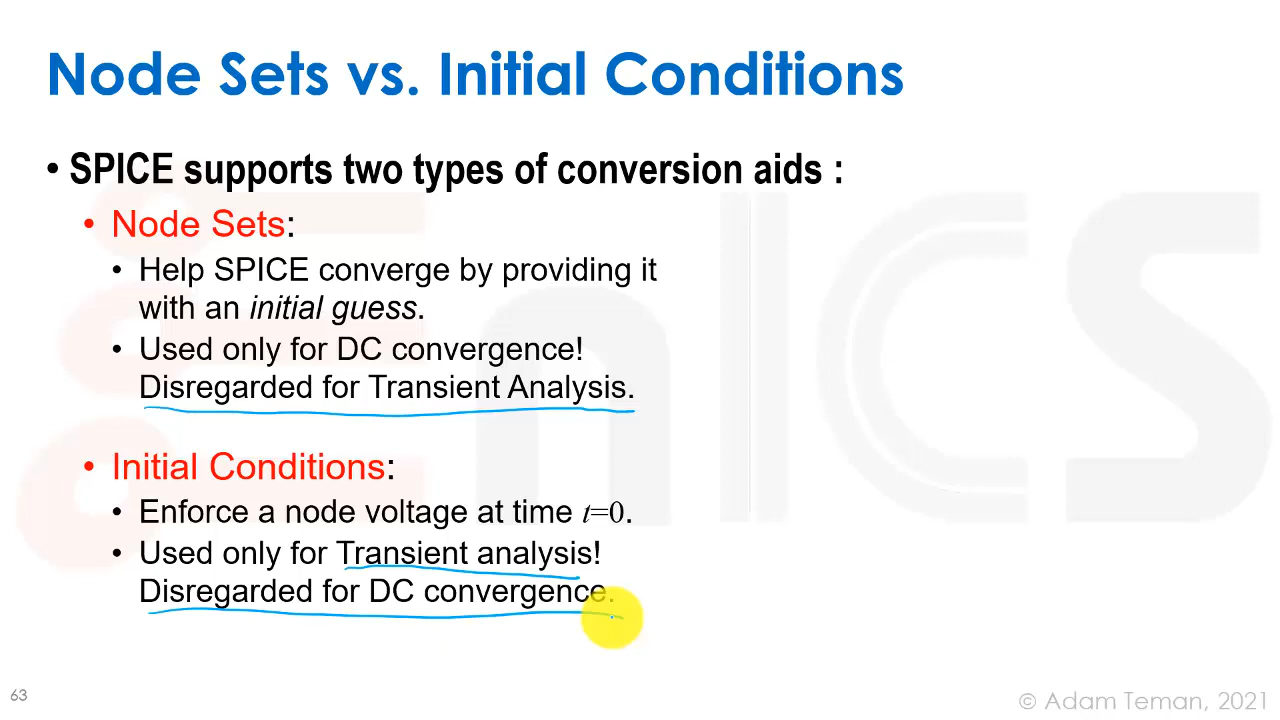 Node Sets vs. Initial Conditions
• SPICE supports two types of conversion aids :
• Node Sets:
• Help SPICE converge by providing it
with an initial guess.
• Used only for DC convergence!
Disregarded for Transient Analysis.
• Initial Conditions:
• Enforce a node voltage at time t=0.
• Used only for Transient analysis!
Disregarded for DC convergence.
EnICS
63
© Adam Teman, 2021